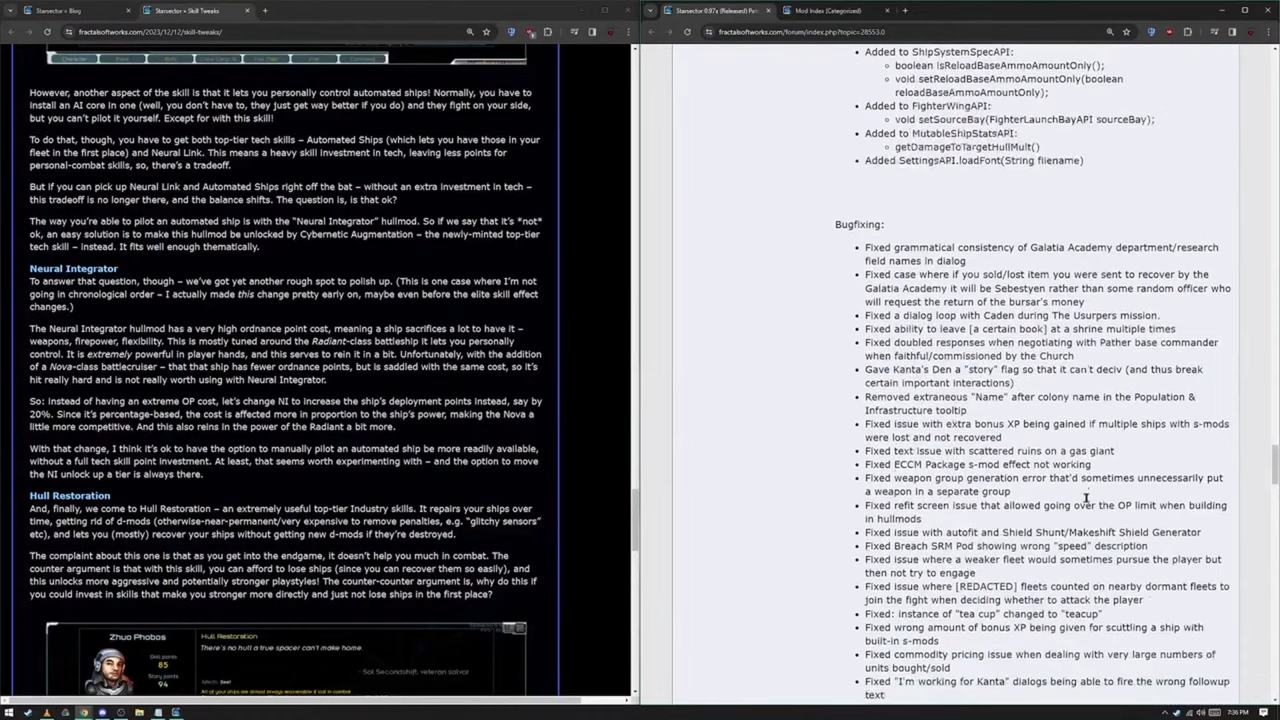 Starsector » Blog
Starsector » Skill Tweaks
fractalsoftworks.com/2023/12/12/skill-tweaks/
However, another aspect of the skill is that it lets you personally control automated ships! Normally, you have to
install an AI core in one (well, you don't have to, they just get way better if you do) and they fight on your side,
but you can't pilot it yourself. Except for with this skill!
To do that, though, you have to get both top-tier tech skills – Automated Ships (which lets you have those in your
fleet in the first place) and Neural Link. This means a heavy skill investment in tech, leaving less points for
personal-combat skills, so, there's a tradeoff.
But if you can pick up Neural Link and Automated Ships right off the bat – without an extra investment in tech –
this tradeoff is no longer there, and the balance shifts. The question is, is that ok?
The way you're able to pilot an automated ship is with the "Neural Integrator" hullmod. So if we say that it's *not*
ok, an easy solution is to make this hullmod be unlocked by Cybernetic Augmentation – the newly-minted top-tier
tech skill – instead. It fits well enough thematically.
Neural Integrator
To answer that question, though – we've got yet another rough spot to polish up. (This is one case where I'm not
going in chronological order – I actually made this change pretty early on, maybe even before the elite skill effect
changes.)
The Neural Integrator hullmod has a very high ordnance point cost, meaning a ship sacrifices a lot to have it –
weapons, firepower, flexibility. This is mostly tuned around the Radiant-class battleship it lets you personally
control. It is extremely powerful in player hands, and this serves to rein it in a bit. Unfortunately, with the addition
of a Nova-class battlecruiser – that that ship has fewer ordnance points, but is saddled with the same cost, so it's
hit really hard and is not really worth using with Neural Integrator.
So: Instead of having an extreme OP cost, let's change NI to increase the ship's deployment points instead, say by
20%. Since it's percentage-based, the cost is affected more in proportion to the ship's power, making the Nova a
little more competitive. And this also reins in the power of the Radiant a bit more.
With that change, I think it's ok to have the option to manually pilot an automated ship be more readily available,
without a full tech skill point investment. At least, that seems worth experimenting with – and the option to move
the NI unlock up a tier is always there.
Hull Restoration
And, finally, we come to Hull Restoration – an extremely useful top-tier Industry skills. It repairs your ships over
time, getting rid of d-mods (otherwise-near-permanent/very expensive to remove penalties, e.g. "glitchy sensors"
etc), and lets you (mostly) recover your ships without getting new d-mods if they're destroyed.
The complaint about this one is that as you get into the endgame, it doesn't help you much in combat. The
counter argument is that with this skill, you can afford to lose ships (since you can recover them so easily), and
this unlocks more aggressive and potentially stronger playstyles! The counter-counter argument is, why do this if
you could invest in skills that make you stronger more directly and just not lose ships in the first place?
Zhuo Phobos
Skill points
85
Story points
94
Hull Restoration
There's no hull a true spacer can't make home.
- Sol Secondshift, veteran salvor
Affects: fleet
All of your ships are almost always recoverable if lost in combat
Starsector 0.97a (Released) Pat
Mod Index (Categorized)
fractalsoftworks.com/forum/index.php?topic=28553.0
• Added to ShipSystemSpecAPI:
boolean isReloadBaseAmmoAmountOnly();
void setReloadBaseAmmoAmountOnly(boolean
reloadBaseAmmoAmountOnly);
• Added to FighterWingAPI:
void setSourceBay(FighterLaunchBayAPI sourceBay);
• Added to MutableShipStatsAPI:
getDamageToTargetHullMult()
• Added SettingsAPI.loadFont(String filename)
Bugfixing:
• Fixed grammatical consistency of Galatia Academy department/research
field names in dialog
• Fixed case where if you sold/lost item you were sent to recover by the
Galatia Academy it will be Sebestyen rather than some random officer who
will request the return of the bursar's money
• Fixed a dialog loop with Caden during The Usurpers mission.
• Fixed ability to leave [a certain book] at a shrine multiple times
• Fixed doubled responses when negotiating with Pather base commander
when faithful/commissioned by the Church
• Gave Kanta's Den a "story" flag so that it can't deciv (and thus break
certain important interactions)
• Removed extraneous "Name" after colony name in the Population &
Infrastructure tooltip
• Fixed issue with extra bonus XP being gained if multiple ships with s-mods
were lost and not recovered
• Fixed text issue with scattered ruins on a gas giant
• Fixed ECCM Package s-mod effect not working
• Fixed weapon group generation error that'd sometimes unnecessarily put
a weapon in a separate group
• Fixed refit screen issue that allowed going over the OP limit when building
in hullmods
• Fixed issue with autofit and Shield Shunt/Makeshift Shield Generator
• Fixed Breach SRM Pod showing wrong "speed" description
• Fixed issue where a weaker fleet would sometimes pursue the player but
then not try to engage
• Fixed issue where [REDACTED] fleets counted on nearby dormant fleets to
join the fight when deciding whether to attack the player
• Fixed: instance of "tea cup" changed to "teacup"
• Fixed wrong amount of bonus XP being given for scuttling a ship with
built-in s-mods
• Fixed commodity pricing issue when dealing with very large numbers of
units bought/sold
• Fixed "I'm working for Kanta" dialogs being able to fire the wrong followup
text
7:36 PM